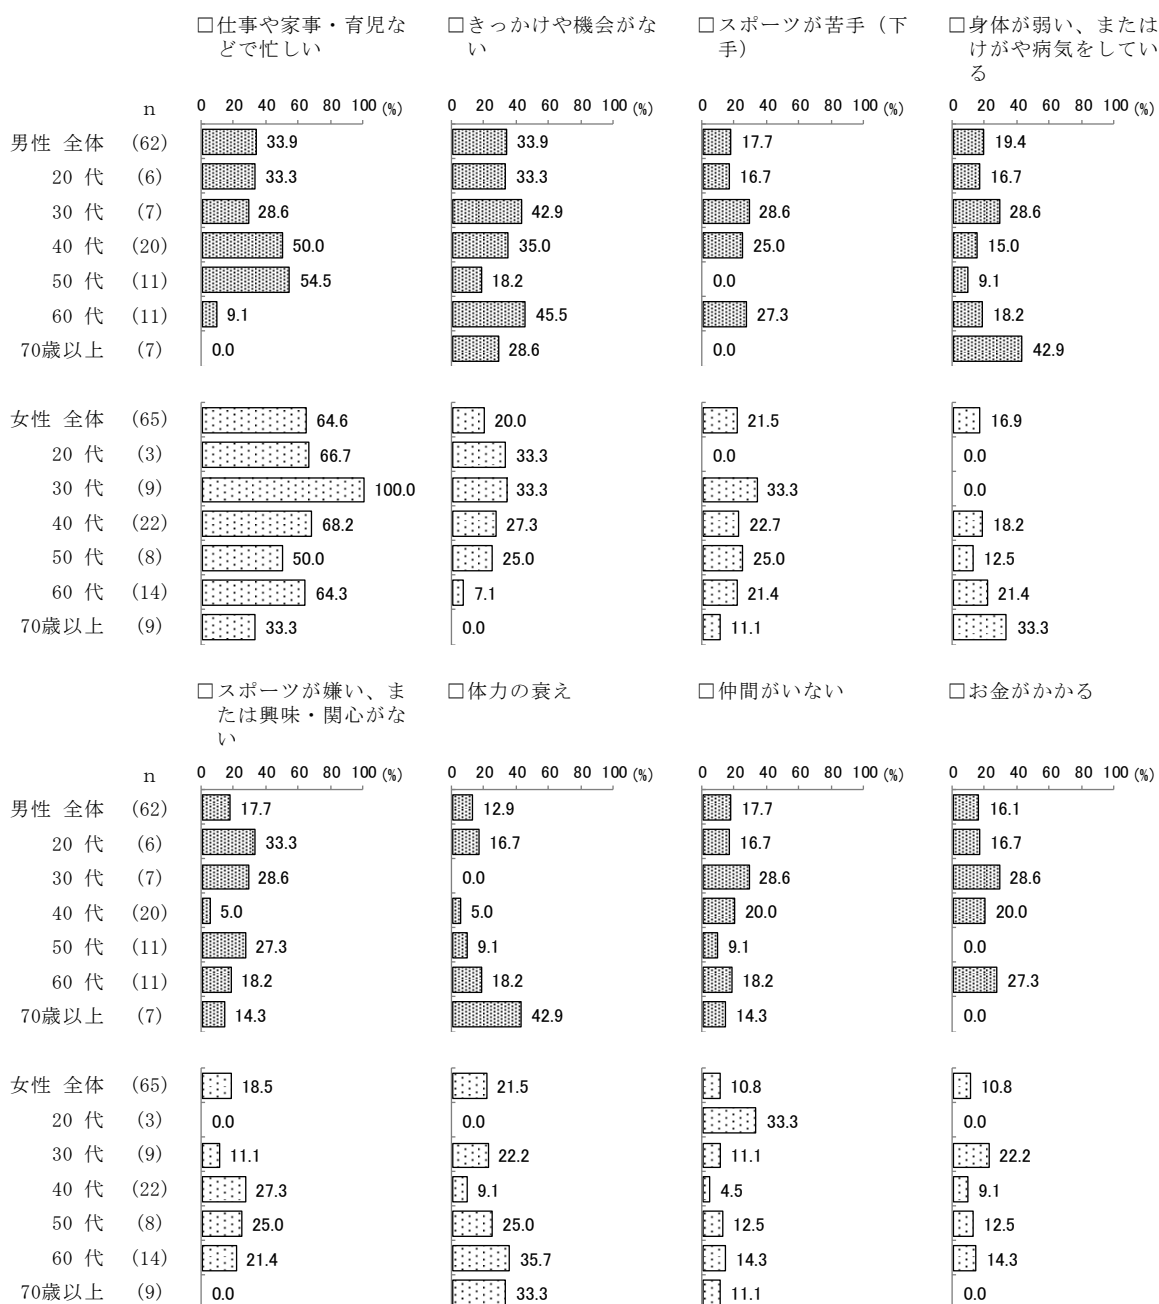 □仕事や家事・育児な □きっかけや機会がな □スポーツが苦手（下 □身体が弱い、または
どで忙しい い 手） けがや病気をしてい
る
n 0 20 40 60 80 100 (%) 0 20 40 60 80 100 (%) 0 20 40 60 80 100 (%) 0 20 40 60 80 100 (%)
男性 全体 (62) 33.9 33.9 17.7 19.4
20 代 (6) 33.3 33.3 16.7 16.7
30 代 (7) 28.6 42.9 28.6 28.6
40 代 (20) 50.0 35.0 25.0 15.0
50 代 (11) 54.5 18.2 0.0 9.1
60 代 (11) 9.1 45.5 27.3 18.2
70歳以上 (7) 0.0 28.6 0.0 42.9
女性 全体 (65) 64.6 20.0 21.5 16.9
20 代 (3) 66.7 33.3 0.0 0.0
30 代 (9) 100.0 33.3 33.3 0.0
40 代 (22) 68.2 27.3 22.7 18.2
50 代 (8) 50.0 25.0 25.0 12.5
60 代 (14) 64.3 7.1 21.4 21.4
70歳以上 (9) 33.3 0.0 11.1 33.3
□スポーツが嫌い、ま □体力の衰え □仲間がいない □お金がかかる
たは興味・関心がな
い
n 0 20 40 60 80 100 (%) 0 20 40 60 80 100 (%) 0 20 40 60 80 100 (%) 0 20 40 60 80 100 (%)
男性 全体 (62) 17.7 12.9 17.7 16.1
20 代 (6) 33.3 16.7 16.7 16.7
30 代 (7) 28.6 0.0 28.6 28.6
40 代 (20) 5.0 5.0 20.0 20.0
50 代 (11) 27.3 9.1 9.1 0.0
60 代 (11) 18.2 18.2 18.2 27.3
70歳以上 (7) 14.3 42.9 14.3 0.0
女性 全体 (65) 18.5 21.5 10.8 10.8
20 代 (3) 0.0 0.0 33.3 0.0
30 代 (9) 11.1 22.2 11.1 22.2
40 代 (22) 27.3 9.1 4.5 9.1
50 代 (8) 25.0 25.0 12.5 12.5
60 代 (14) 21.4 35.7 14.3 14.3
70歳以上 (9) 0.0 33.3 11.1 0.0